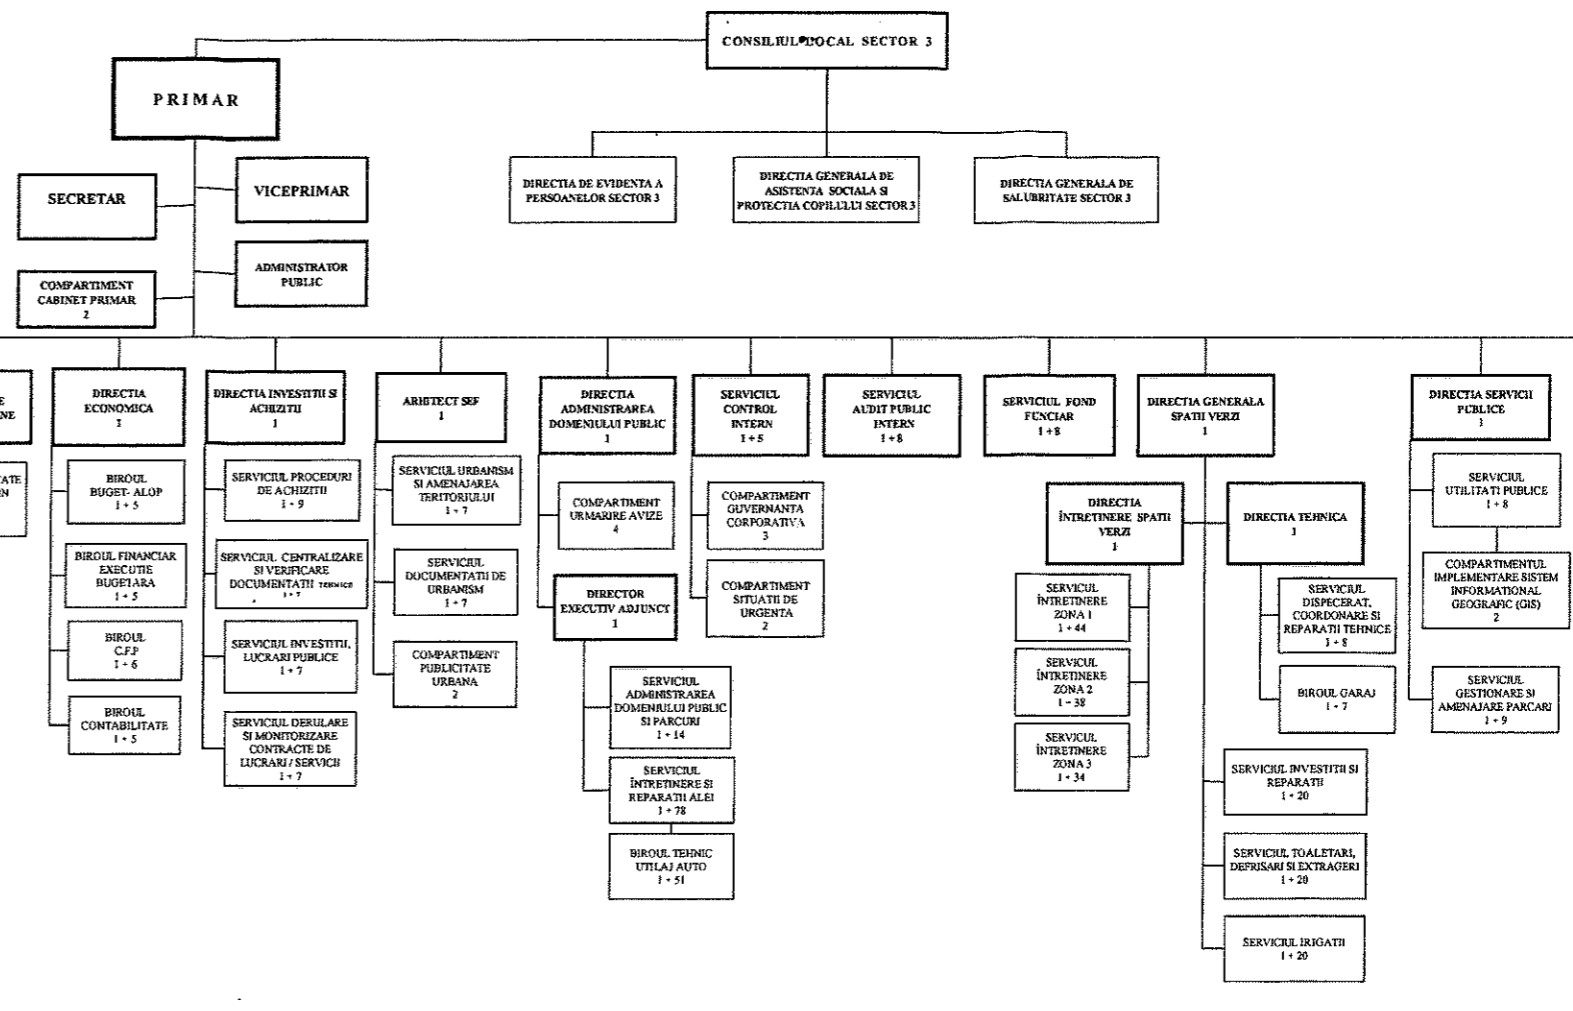 CONSILIUL LOCAL SECTOR 3
PRIMAR
SECRETAR
VICEPRIMAR
ADMINISTRATOR
PUBLIC
COMPARTIMENT
CABINET PRIMAR
2
DIRECTIA DE EVIDENTA A
PERSOANELOR SECTOR 3
DIRECTIA GENERALA DE
ASISTENTA SOCIALA SI
PROTECTIA COPILULUI SECTOR 3
DIRECTIA GENERALA DE
SALUBRITATE SECTOR 3
E
NE
TATE
N
DIRECTIA
ECONOMICA
1
BIROUL
BUGET- ALOP
1 + 5
BIROUL FINANCIAR
EXECUTIE
BUGETARA
1 + 5
BIROUL
C.F.P
1 + 6
BIROUL
CONTABILITATE
1 + 5
DIRECTIA INVESTITII SI
ACHIZITII
1
SERVICIUL PROCEDURI
DE ACHIZITII
1 + 9
SERVICIUL CENTRALIZARE
SI VERIFICARE
DOCUMENTATII TEHNICE
1 + 7
SERVICIUL INVESTITII,
LUCRARI PUBLICE
1 + 7
SERVICIUL DERULARE
SI MONITORIZARE
CONTRACTE DE
LUCRARI / SERVICII
1 + 7
ARHITECT SEF
1
SERVICIUL URBANISM
SI AMENAJAREA
TERITORIULUI
1 + 7
SERVICIUL
DOCUMENTATII DE
URBANISM
1 + 7
COMPARTIMENT
PUBLICITATE
URBANA
2
DIRECTIA
ADMINISTRAREA
DOMENIULUI PUBLIC
1
COMPARTIMENT
URMARIRE AVIZE
4
DIRECTOR
EXECUTIV ADJUNCT
1
SERVICIUL
ADMINISTRAREA
DOMENIULUI PUBLIC
SI PARCURI
1 + 14
SERVICIUL
ÎNTRETINERE SI
REPARATII ALEI
1 + 78
BIROUL TEHNIC
UTILAJ AUTO
1 + 51
SERVICIUL
CONTROL
INTERN
1 + 5
COMPARTIMENT
GUVERNANTA
CORPORATIVA
3
COMPARTIMENT
SITUATII DE
URGENTA
2
SERVICIUL
AUDIT PUBLIC
INTERN
1 + 8
SERVICIUL FOND
FUNCIAR
1 + 8
DIRECTIA GENERALA
SPATII VERZI
1
DIRECTIA
ÎNTRETINERE SPATII
VERZI
1
SERVICUL
ÎNTRETINERE
ZONA 1
1 + 44
SERVICUL
ÎNTRETINERE
ZONA 2
1 + 38
SERVICUL
ÎNTRETINERE
ZONA 3
1 + 34
DIRECTIA TEHNICA
1
SERVICIUL
DISPECERAT,
COORDONARE SI
REPARATII TEHNICE
1 + 8
BIROUL GARAJ
1 + 7
SERVICIUL INVESTITII SI
REPARATII
1 + 20
SERVICIUL TOALETARI,
DEFRISARI SI EXTRAGERI
1 + 20
SERVICIUL IRIGATII
1 + 20
DIRECTIA SERVICII
PUBLICE
1
SERVICIUL
UTILITATI PUBLICE
1 + 8
COMPARTIMENTUL
IMPLEMENTARE SISTEM
INFORMATIONAL
GEOGRAFIC (GIS)
2
SERVICIUL
GESTIONARE SI
AMENAJARE PARCARI
1 + 9